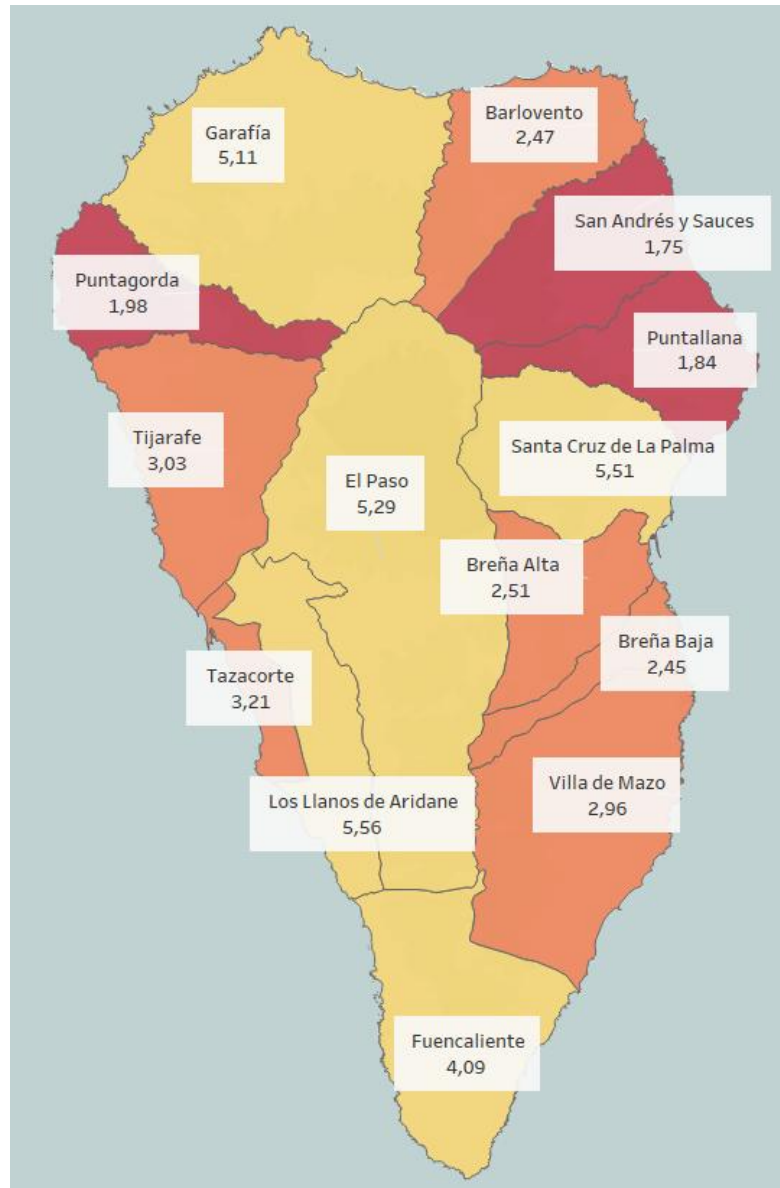 Garafía
5,11
Barlovento
2,47
San Andrés y Sauces
1,75
Puntagorda
1,98
Puntallana
1,84
Tijarafe
3,03
Santa Cruz de La Palma
5,51
El Paso
5,29
Breña Alta
2,51
Breña Baja
2,45
Tazacorte
3,21
Villa de Mazo
2,96
Los Llanos de Aridane
5,56
Fuencaliente
4,09